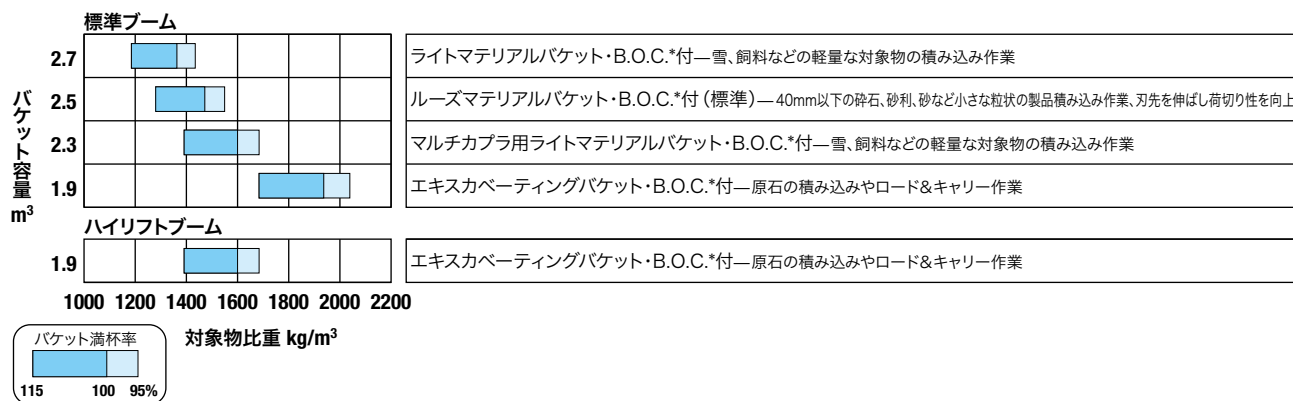 標準ブーム
2.7
ライトマテリアルバケット・B.O.C.*付—雪、飼料などの軽量な対象物の積み込み作業
2.5
ルーズマテリアルバケット・B.O.C.*付（標準）—40mm以下の砕石、砂利、砂など小さな粒状の製品積み込み作業、刃先を伸ばし荷切り性を向上
2.3
マルチカプラ用ライトマテリアルバケット・B.O.C.*付—雪、飼料などの軽量な対象物の積み込み作業
1.9
エキスカベーティングバケット・B.O.C.*付—原石の積み込みやロード&キャリー作業
バケット容量 m³
ハイリフトブーム
1.9
エキスカベーティングバケット・B.O.C.*付—原石の積み込みやロード&キャリー作業
1000 1200 1400 1600 1800 2000 2200
対象物比重 kg/m³
バケット満杯率
115 100 95%